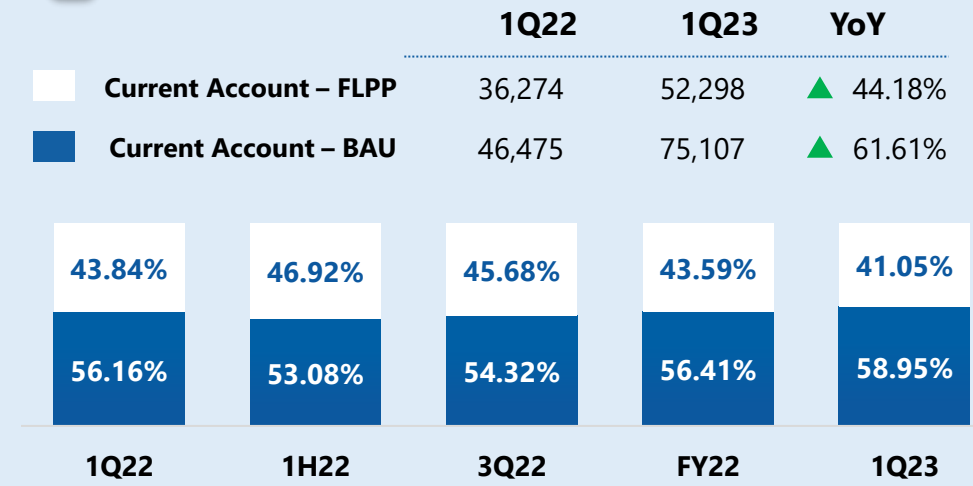 1Q22 1Q23 YoY
Current Account – FLPP 36,274 52,298 44.18%
Current Account – BAU 46,475 75,107 61.61%
43.84% 46.92% 45.68% 43.59% 41.05%
56.16% 53.08% 54.32% 56.41% 58.95%
1Q22 1H22 3Q22 FY22 1Q23